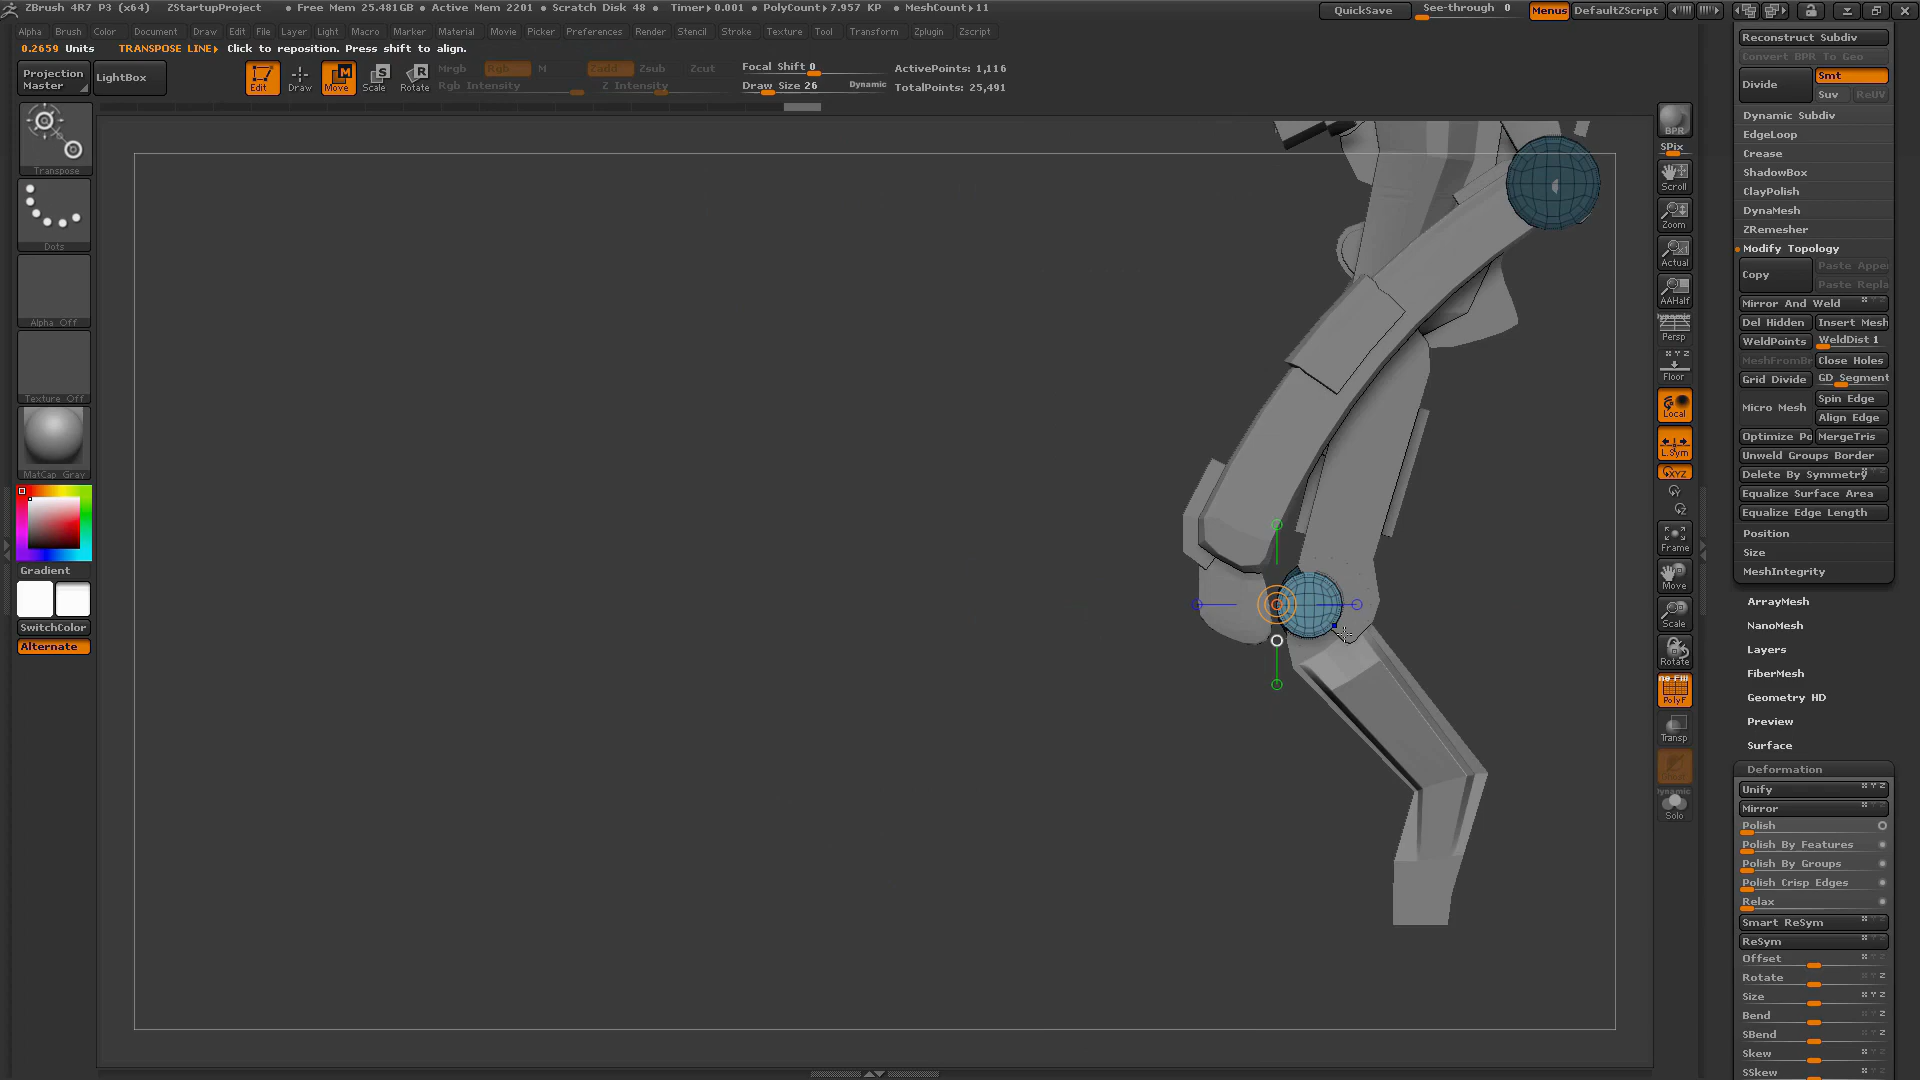 ZBrush 4R7 P3 (x64) ZStartupProject • Free Mem 25.481GB • Active Mem 2201 • Scratch Disk 48 • Timer▸0.001 • PolyCount▸7.957 KP • MeshCount▸11 QuickSave See-through 0 Menus DefaultZScript
Alpha Brush Color Document Draw Edit File Layer Light Macro Marker Material Movie Picker Preferences Render Stencil Stroke Texture Tool Transform Zplugin Zscript
0.2659 Units TRANSPOSE LINE▸ Click to reposition. Press shift to align.
Projection Master
LightBox
Edit Draw Move Scale Rotate
Mrgb Rgb M Zadd Zsub Zcut
Rgb Intensity Z Intensity
Focal Shift 0
Draw Size 26 Dynamic
ActivePoints: 1,116
TotalPoints: 25,491
Transpose
Dots
Alpha Off
Texture Off
MatCap Gray
Gradient
SwitchColor
Alternate
BPR
SPix
Scroll
Zoom
Actual
AAHalf
Dynamic
Persp
X Y Z
Floor
Local
L.Sym
XYZ
Frame
Move
Scale
Rotate
PolyF
Transp
Dynamic
Solo
Reconstruct Subdiv
Convert BPR To Geo
Divide
Smt
Suv ReUV
Dynamic Subdiv
EdgeLoop
Crease
ShadowBox
ClayPolish
DynaMesh
ZRemesher
Modify Topology
Copy
Paste Appe
Paste Repla
Mirror And Weld
Del Hidden Insert Mesh
WeldPoints WeldDist 1
MeshFromBr Close Holes
Grid Divide GD Segment
Micro Mesh
Spin Edge
Align Edge
Optimize Po MergeTris
Unweld Groups Border
Delete By Symmetry
Equalize Surface Area
Equalize Edge Length
Position
Size
MeshIntegrity
ArrayMesh
NanoMesh
Layers
FiberMesh
Geometry HD
Preview
Surface
Deformation
Unify X Y Z
Mirror
Polish
Polish By Features
Polish By Groups
Polish Crisp Edges
Relax
Smart ReSym
ReSym
Offset
Rotate
Size X Y Z
Bend
SBend
Skew
SSkew